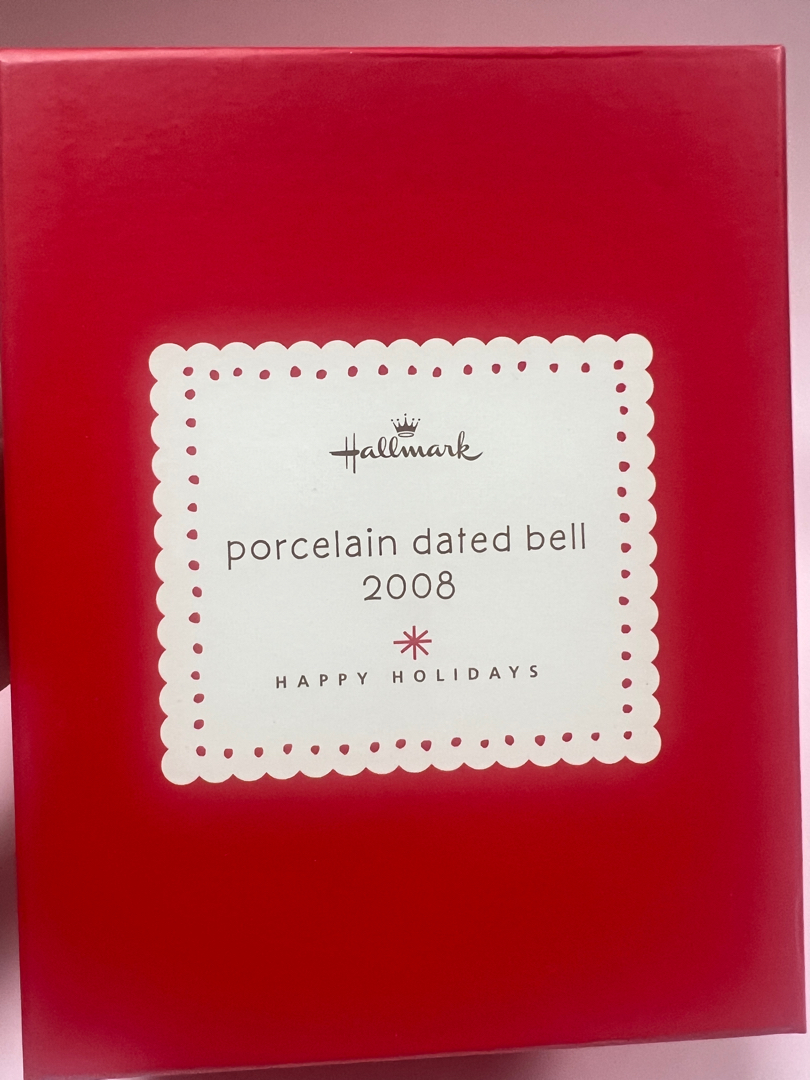 Hallmark
porcelain dated bell
2008
HAPPY HOLIDAYS